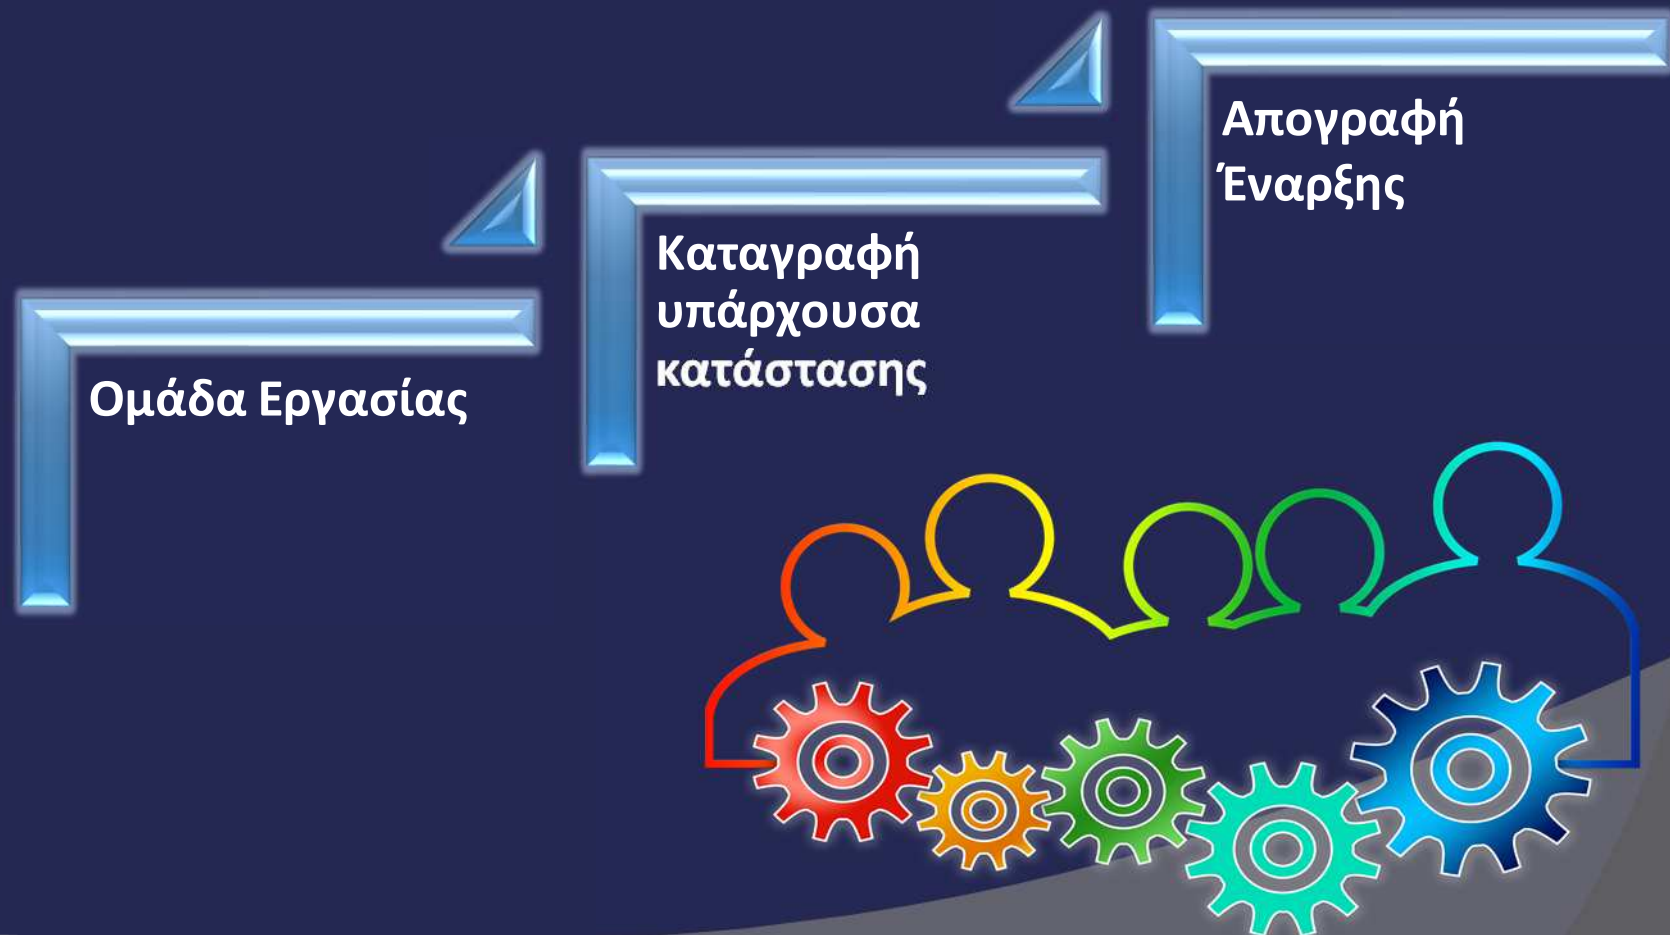 Ομάδα Εργασίας
Καταγραφή
υπάρχουσα
κατάστασης
Απογραφή
Έναρξης